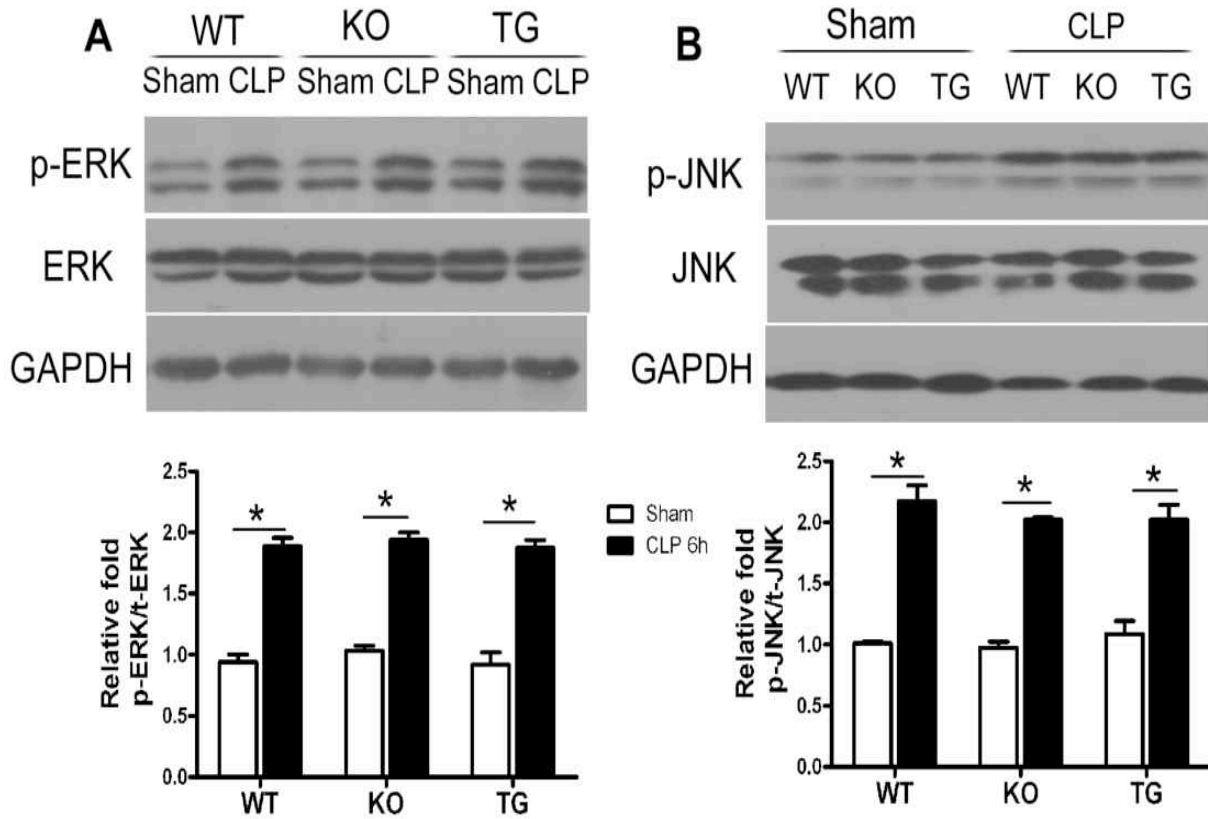 A
WT KO TG
Sham CLP Sham CLP Sham CLP
p-ERK
ERK
GAPDH
Relative fold
p-ERK/t-ERK
2.5
2.0
1.5
1.0
0.5
0.0
* * *
WT KO TG
Sham
CLP 6h
B
Sham CLP
WT KO TG WT KO TG
p-JNK
JNK
GAPDH
Relative fold
p-JNK/t-JNK
2.5
2.0
1.5
1.0
0.5
0.0
* * *
WT KO TG